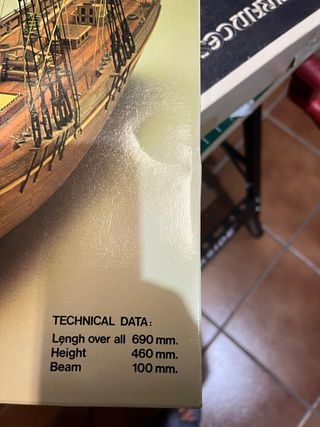 TECHNICAL DATA:
Lengh over all 690 mm.
Height 460 mm.
Beam 100 mm.